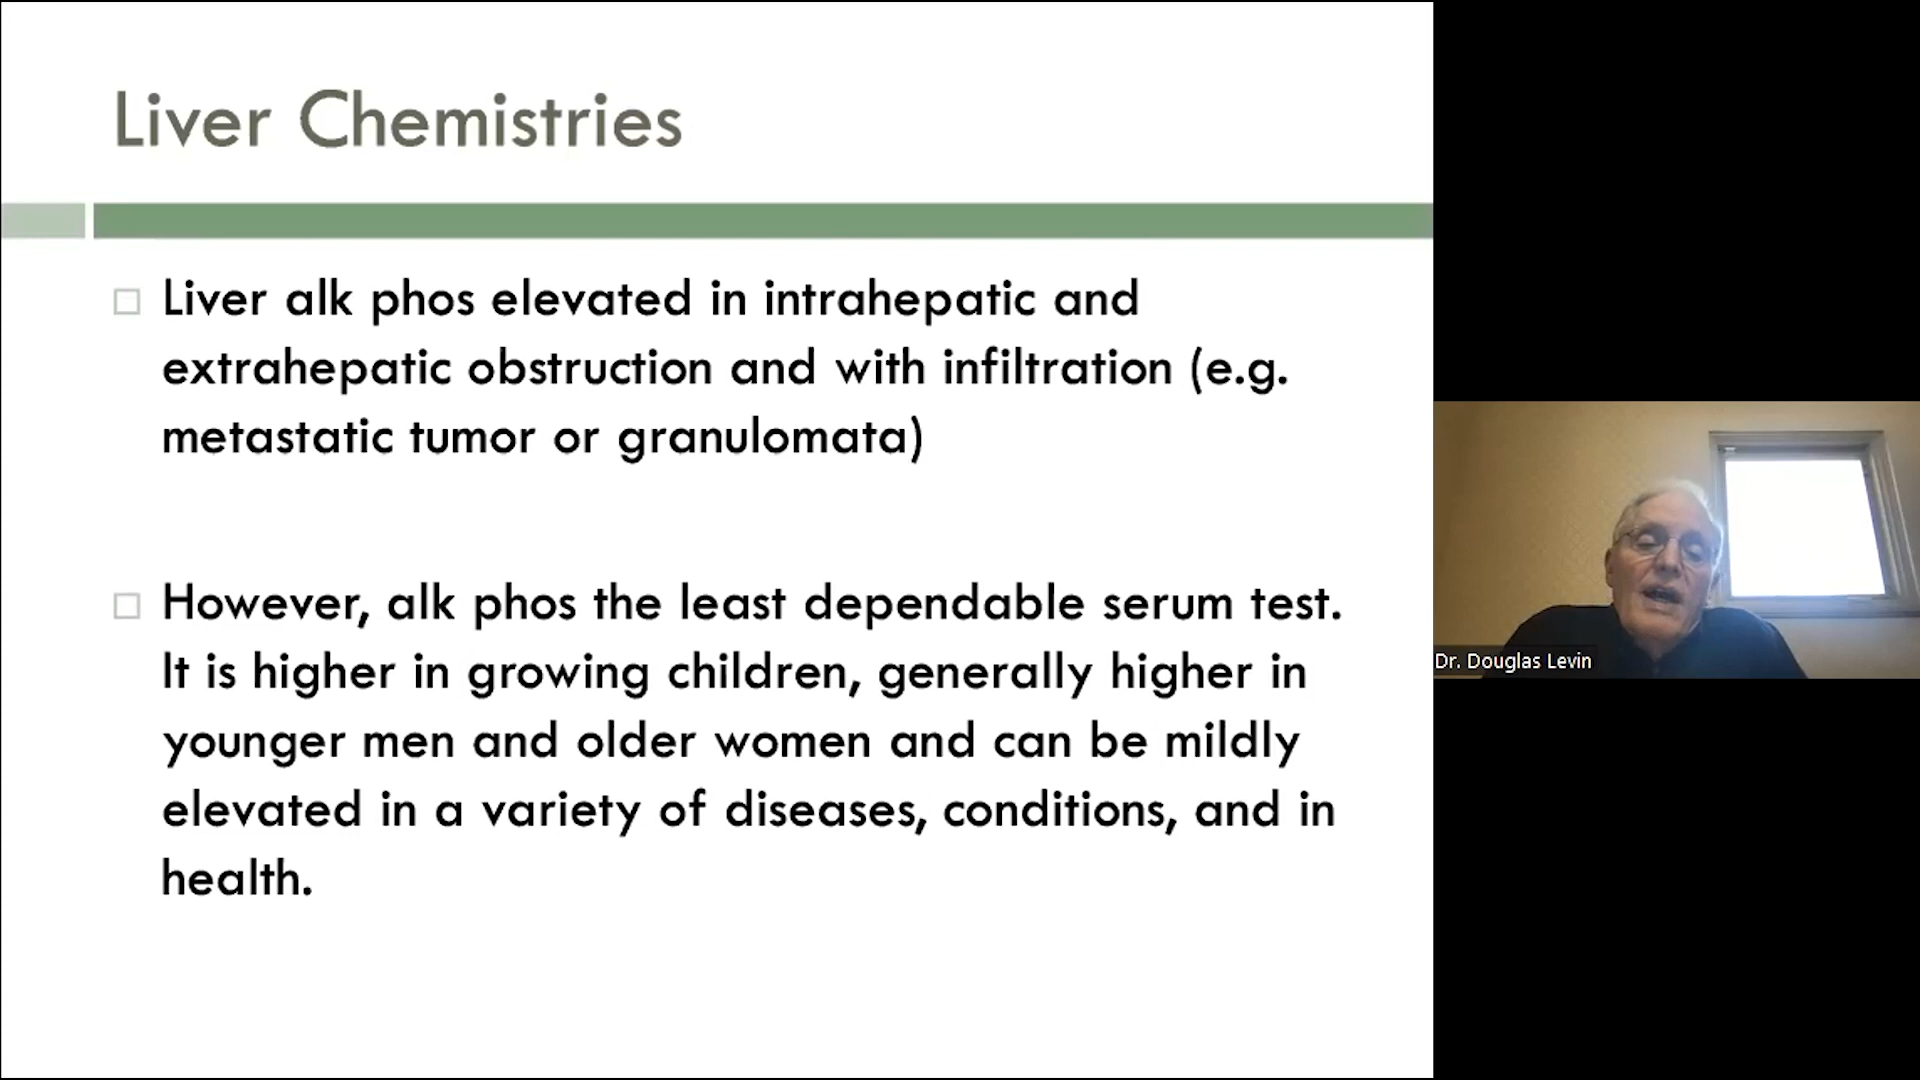 Liver Chemistries
Liver alk phos elevated in intrahepatic and
extrahepatic obstruction and with infiltration (e.g.
metastatic tumor or granulomata)
However, alk phos the least dependable serum test.
It is higher in growing children, generally higher in
younger men and older women and can be mildly
elevated in a variety of diseases, conditions, and in
health.
Dr. Douglas Levin